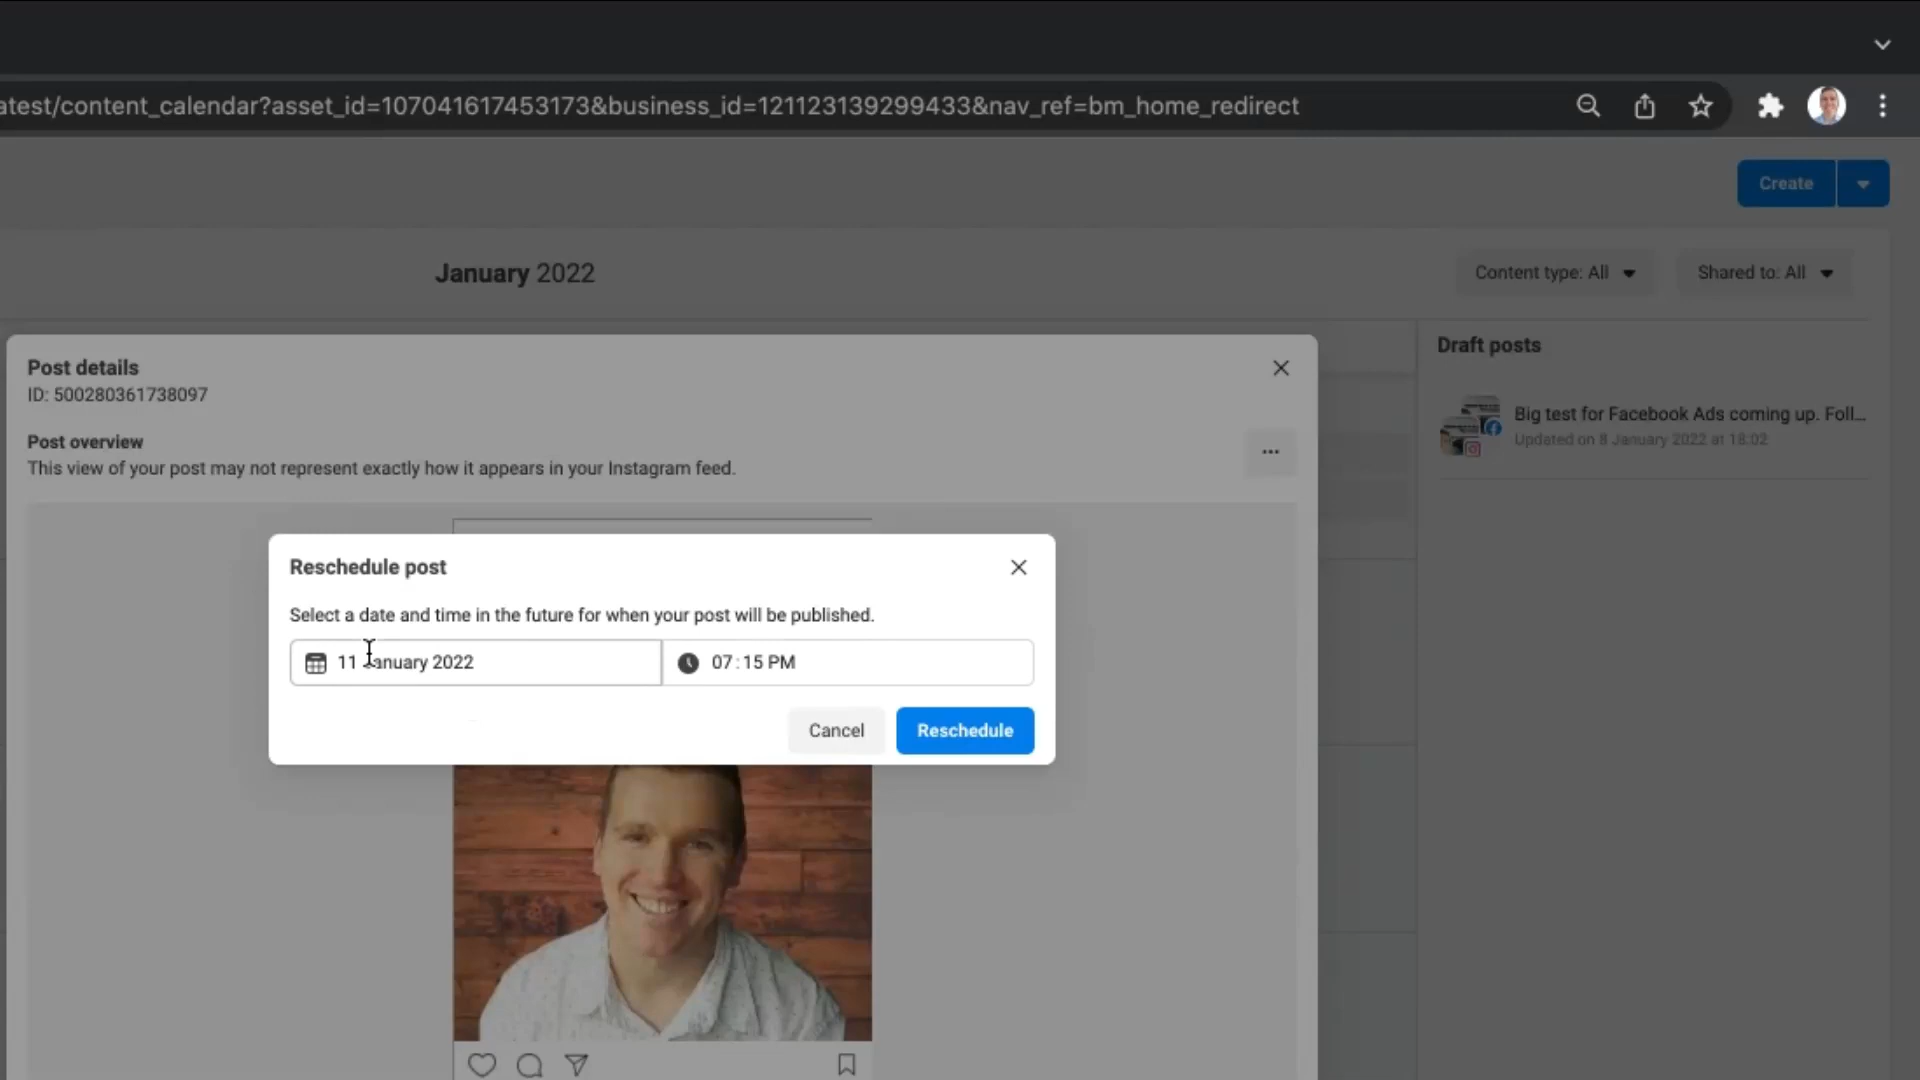 atest/content_calendar?asset_id=107041617453173&business_id=121123139299433&nav_ref=bm_home_redirect
Create
January 2022
Content type: All
Shared to: All
Post details
ID: 500280361738097
Draft posts
Big test for Facebook Ads coming up. Foll...
Updated on 8 January 2022 at 18:02
Post overview
This view of your post may not represent exactly how it appears in your Instagram feed.
Reschedule post
Select a date and time in the future for when your post will be published.
11 January 2022
07:15 PM
Cancel
Reschedule